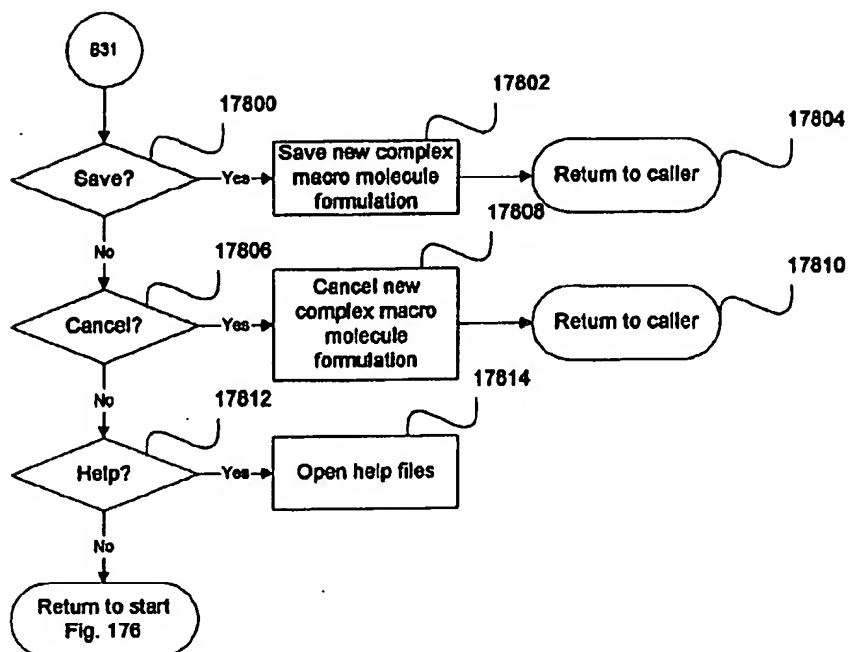 B31
17800
17802
17804
Save?
Yes
Save new complex
macro molecule
formulation
Return to caller
No
17806
17808
17810
Cancel?
Yes
Cancel new
complex macro
molecule
formulation
Return to caller
No
17812
17814
Help?
Yes
Open help files
No
Return to start
Fig. 176